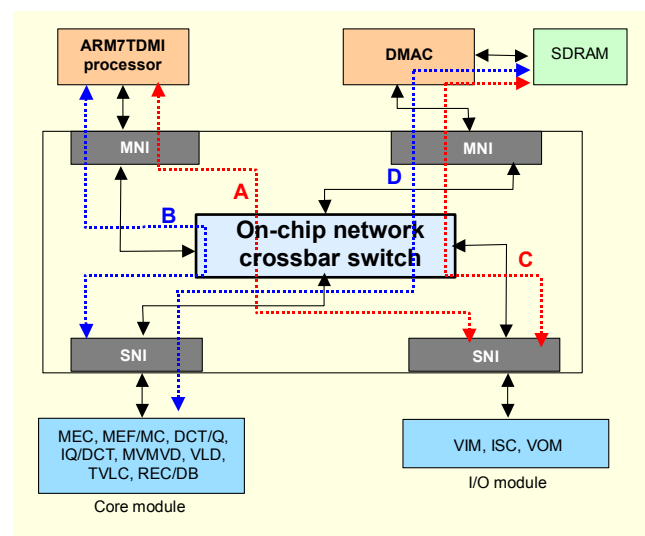 ARM7TDMI
processor
DMAC
SDRAM
MNI
MNI
A
D
B
On-chip network
crossbar switch
C
SNI
SNI
MEC, MEF/MC, DCT/Q,
IQ/DCT, MVMVD, VLD,
TVLC, REC/DB
VIM, ISC, VOM
Core module
I/O module